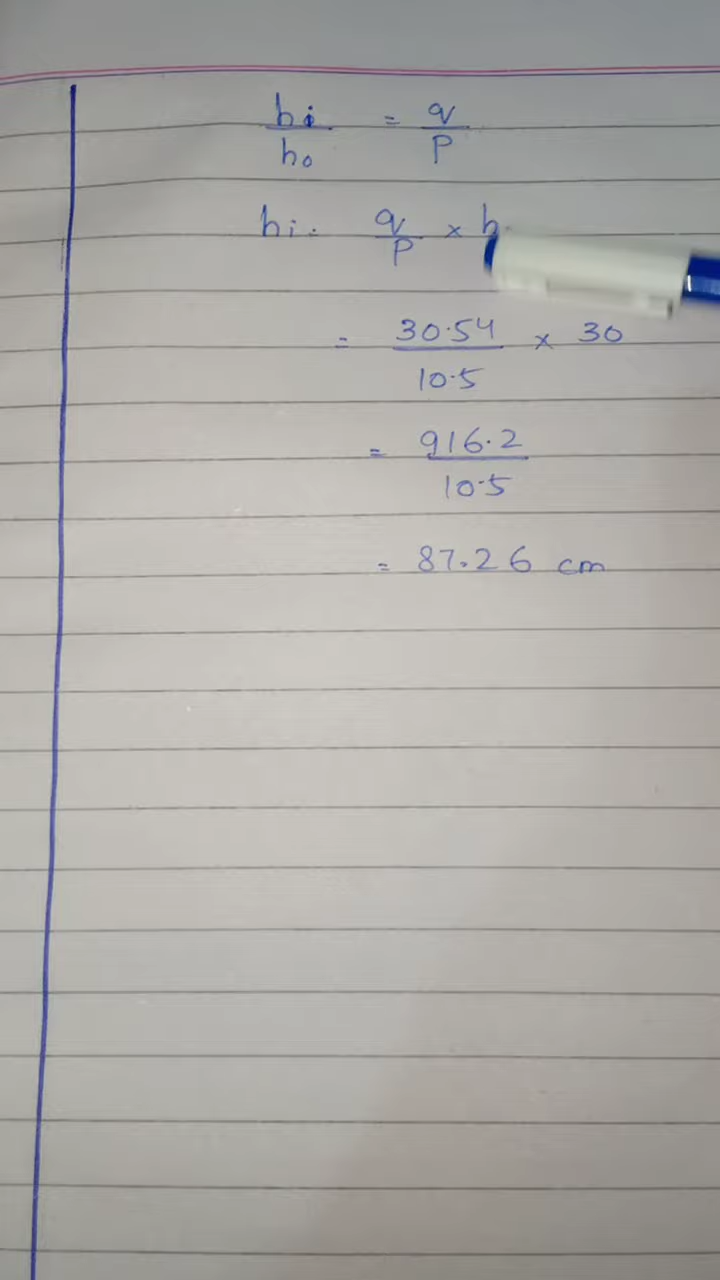 hi/ho = q/p
hi = q/p × h
= 30.54/10.5 × 30
= 916.2/10.5
= 87.26 cm